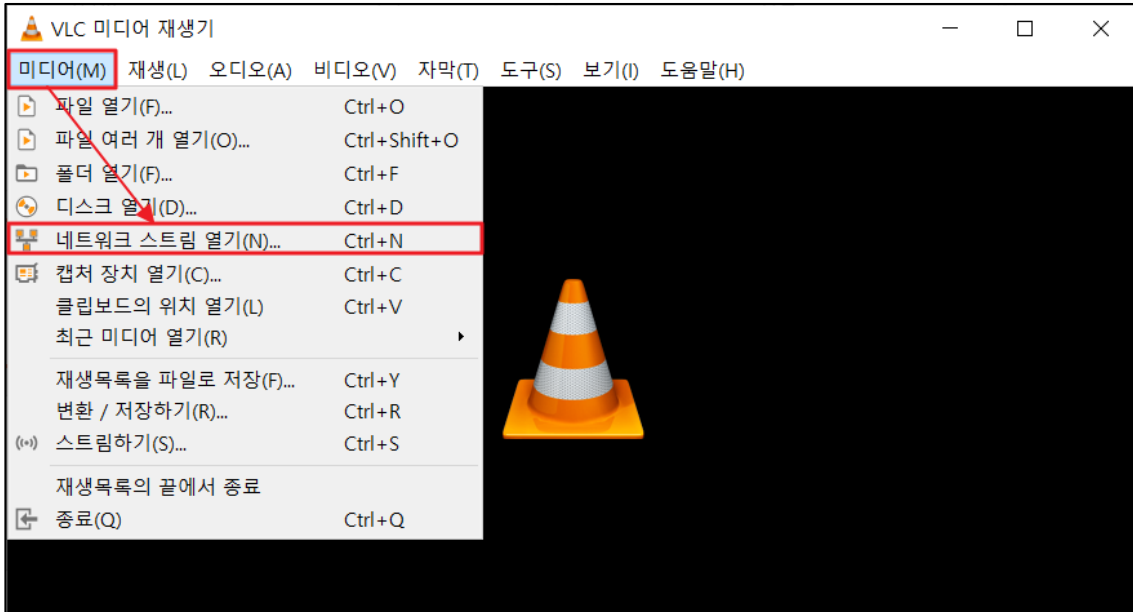 VLC 미디어 재생기
미디어(M) 재생(L) 오디오(A) 비디오(V) 자막(T) 도구(S) 보기(I) 도움말(H)
파일 열기(F)... Ctrl+O
파일 여러 개 열기(O)... Ctrl+Shift+O
폴더 열기(F)... Ctrl+F
디스크 열기(D)... Ctrl+D
네트워크 스트림 열기(N)... Ctrl+N
캡처 장치 열기(C)... Ctrl+C
클립보드의 위치 열기(L) Ctrl+V
최근 미디어 열기(R)
재생목록을 파일로 저장(F)... Ctrl+Y
변환 / 저장하기(R)... Ctrl+R
스트림하기(S)... Ctrl+S
재생목록의 끝에서 종료
종료(Q) Ctrl+Q